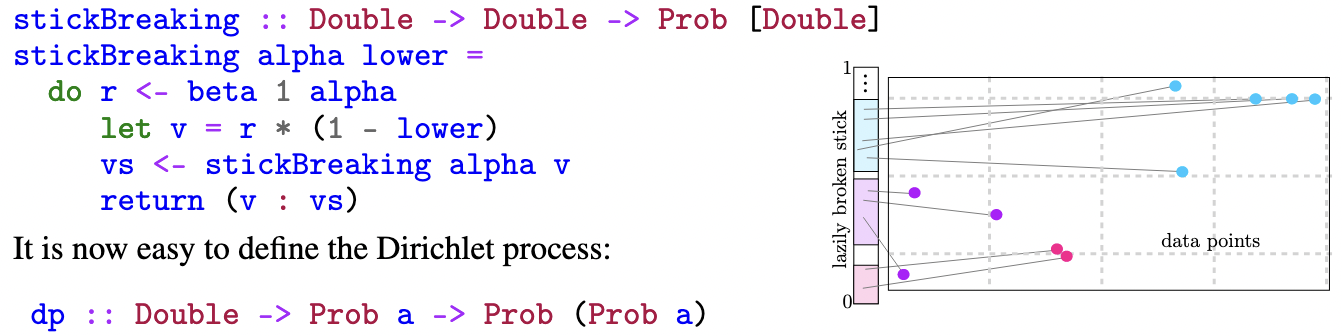 stickBreaking :: Double -> Double -> Prob [Double]
stickBreaking alpha lower =
do r <- beta 1 alpha
let v = r * (1 - lower)
vs <- stickBreaking alpha v
return (v : vs)
It is now easy to define the Dirichlet process:
dp :: Double -> Prob a -> Prob (Prob a)
1
⋮
lazily broken stick
0
data points